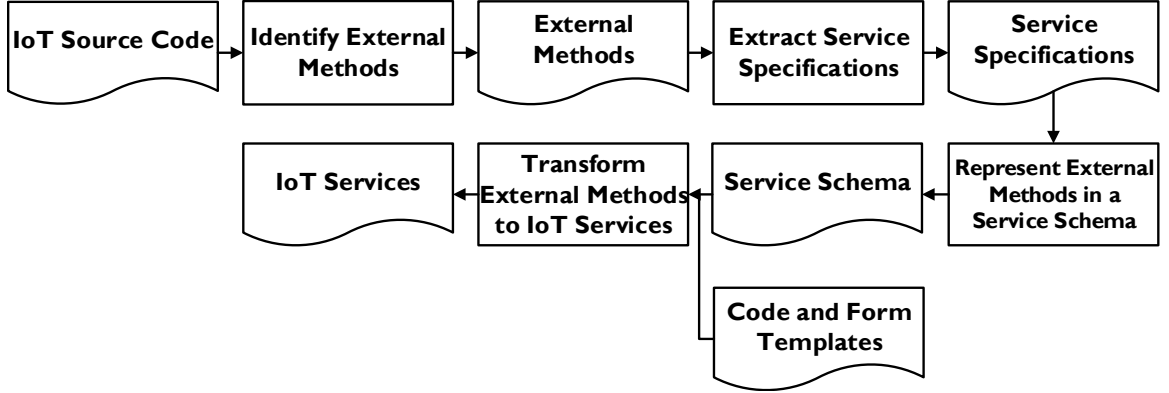 IoT Source Code
Identify External
Methods
External
Methods
Extract Service
Specifications
Service
Specifications
Represent External
Methods in a
Service Schema
Service Schema
Transform
External Methods
to IoT Services
IoT Services
Code and Form
Templates